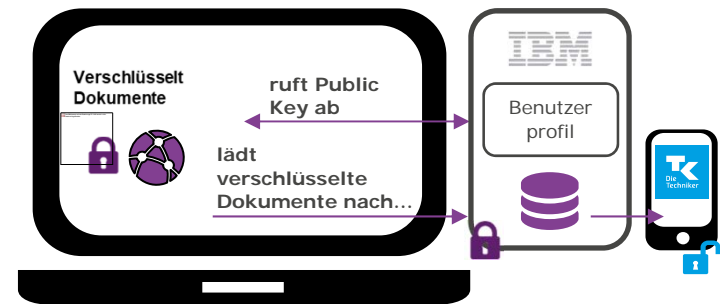 Verschlüsselt
Dokumente
ruft Public
Key ab
lädt
verschlüsselte
Dokumente nach...
IBM
Benutzer
profil
TK
Die
Techniker